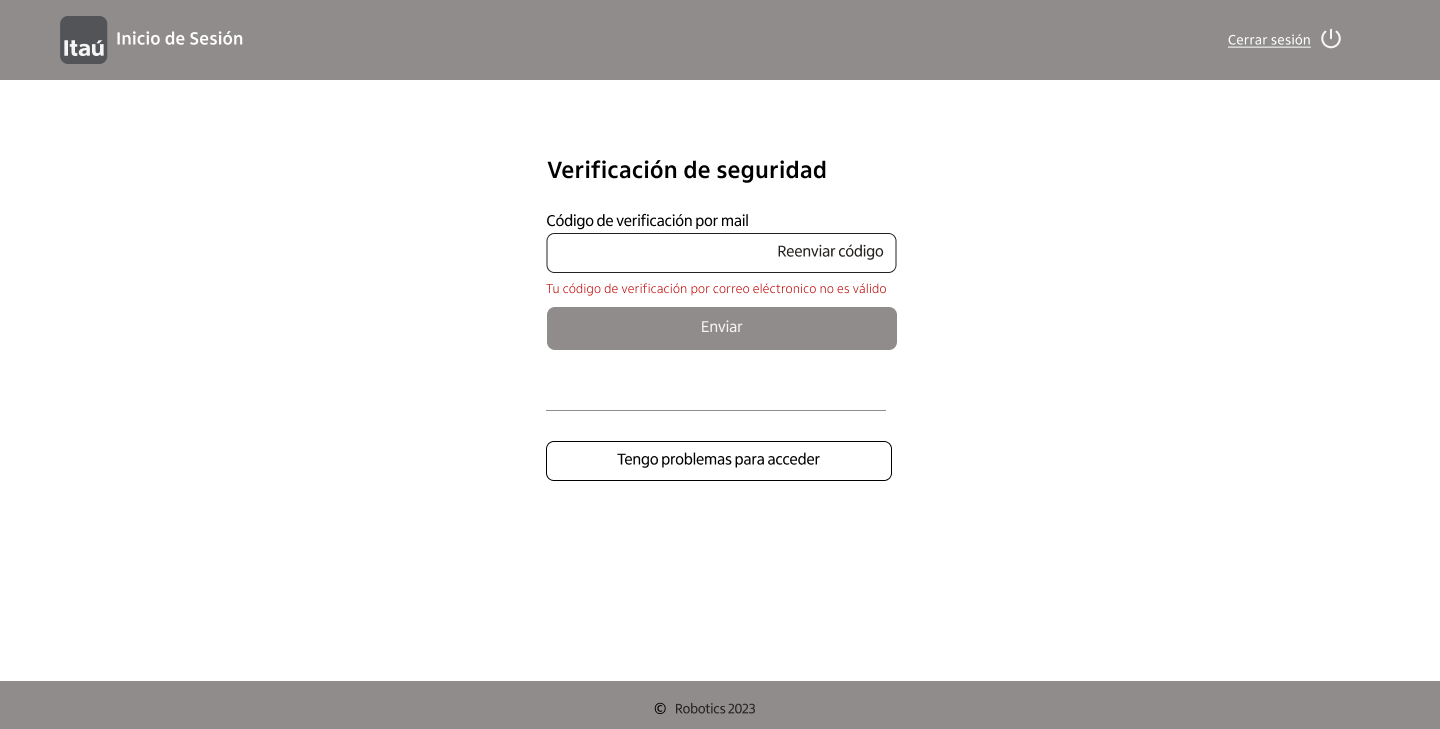 Itaú
Inicio de Sesión
Cerrar sesión
Verificación de seguridad
Código de verificación por mail
Reenviar código
Tu código de verificación por correo eléctronico no es válido
Enviar
Tengo problemas para acceder
© Robotics 2023